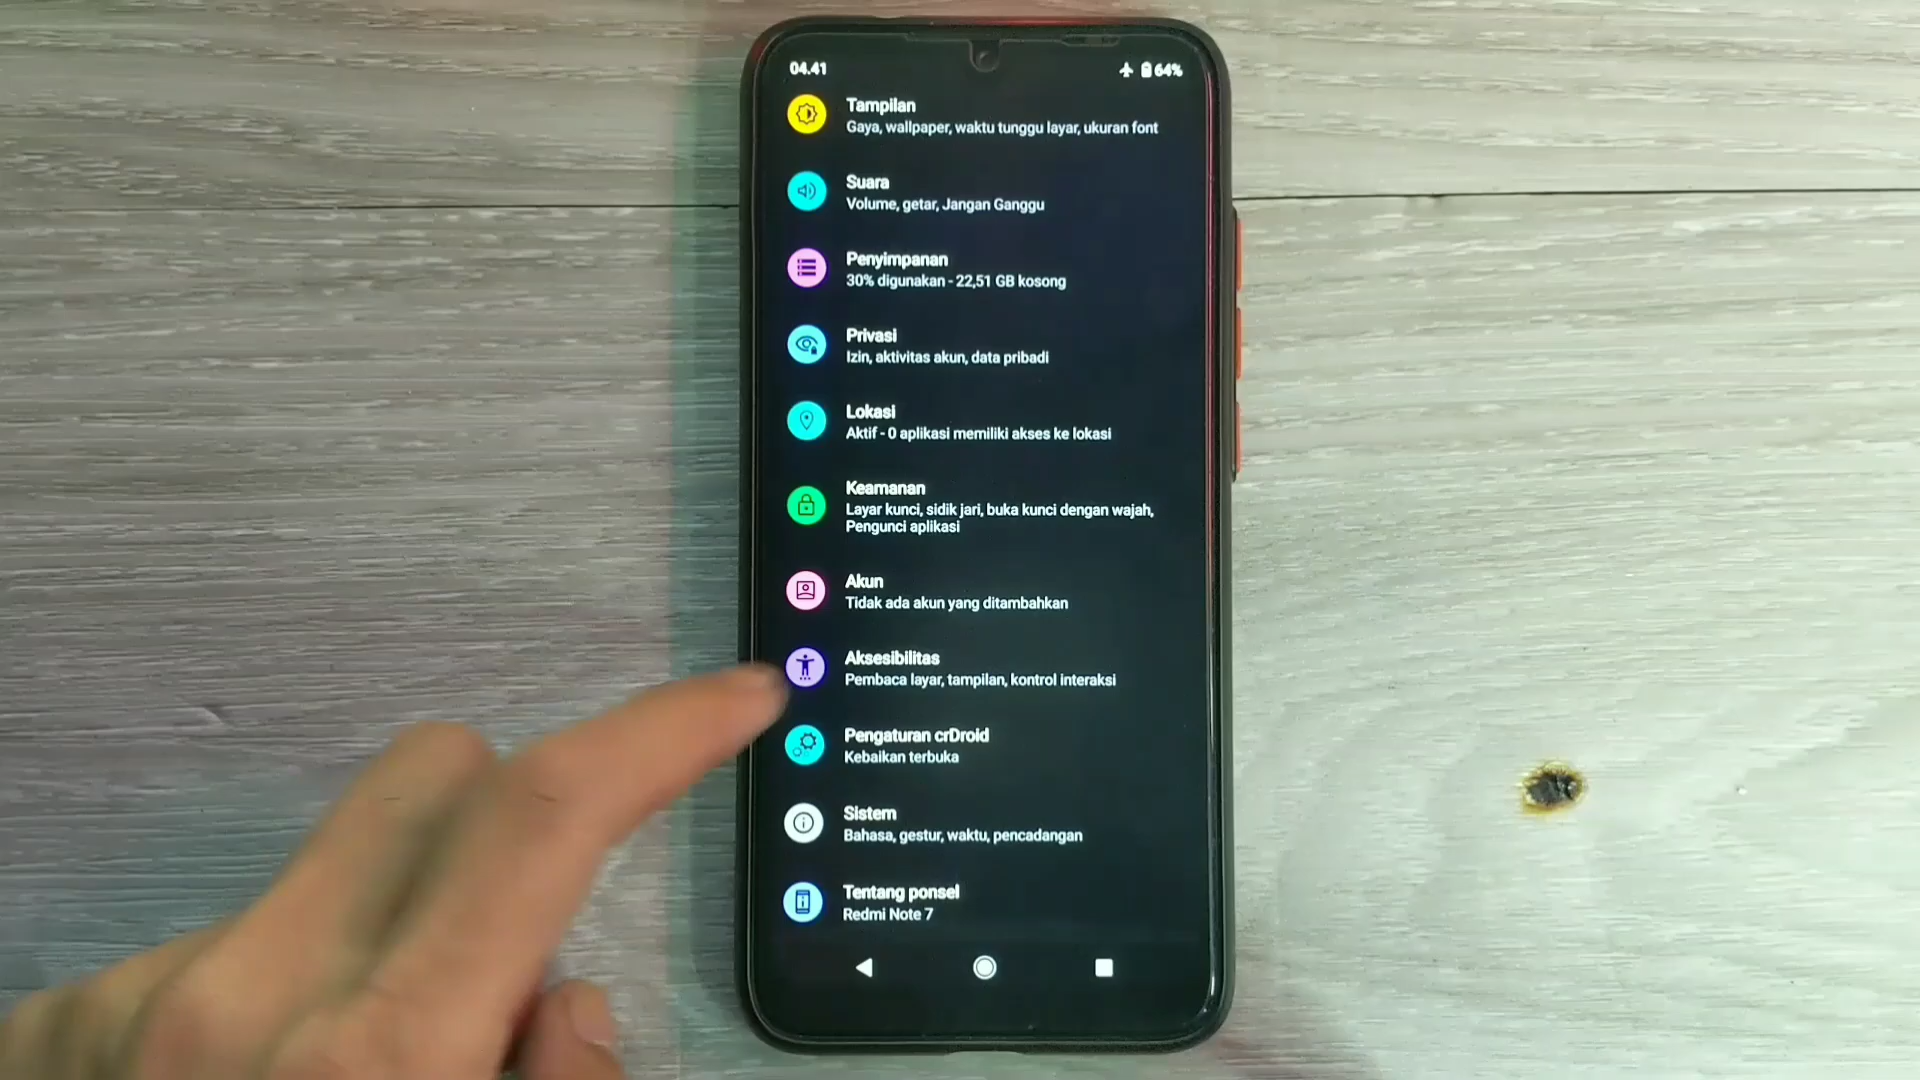 04.41
64%
Tampilan
Gaya, wallpaper, waktu tunggu layar, ukuran font
Suara
Volume, getar, Jangan Ganggu
Penyimpanan
30% digunakan - 22,51 GB kosong
Privasi
Izin, aktivitas akun, data pribadi
Lokasi
Aktif - 0 aplikasi memiliki akses ke lokasi
Keamanan
Layar kunci, sidik jari, buka kunci dengan wajah,
Pengunci aplikasi
Akun
Tidak ada akun yang ditambahkan
Aksesibilitas
Pembaca layar, tampilan, kontrol interaksi
Pengaturan crDroid
Kebaikan terbuka
Sistem
Bahasa, gestur, waktu, pencadangan
Tentang ponsel
Redmi Note 7